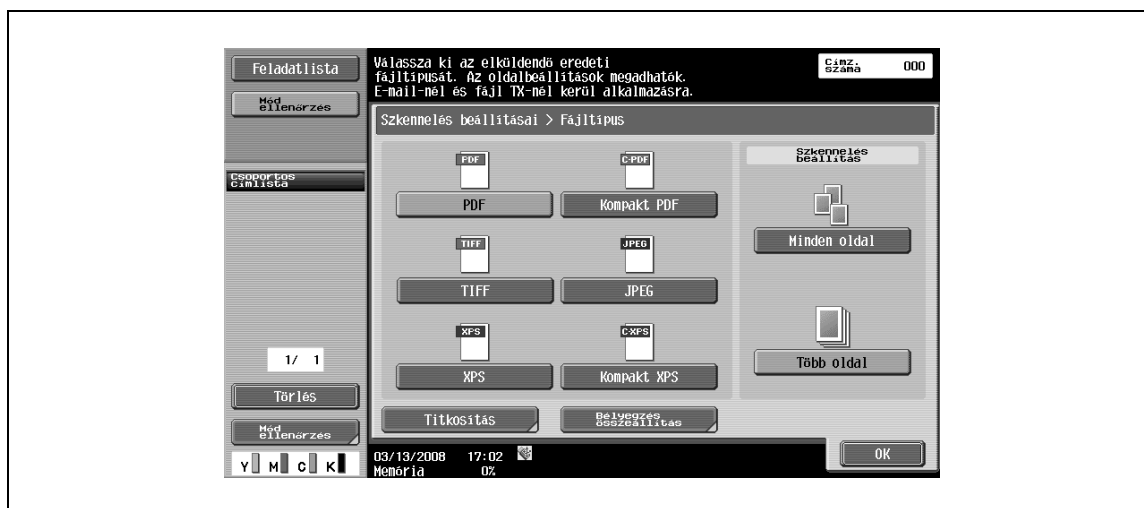 Feladatlista
Mód
ellenőrzés
Csoportos
címlista
1/ 1
Törlés
Mód
ellenőrzés
Y M C K
Válassza ki az elküldendő eredeti
fájltípusát. Az oldalbeállítások megadhatók.
E-mail-nél és fájl TX-nél kerül alkalmazásra.
Címz.
száma 000
Szkennelés beállításai > Fájltípus
PDF
PDF
C-PDF
Kompakt PDF
TIFF
TIFF
JPEG
JPEG
XPS
XPS
C-XPS
Kompakt XPS
Szkennelés
beállítás
Minden oldal
Több oldal
Titkosítás
Bélyegzés
összeállítás
03/13/2008 17:02
Memória 0%
OK